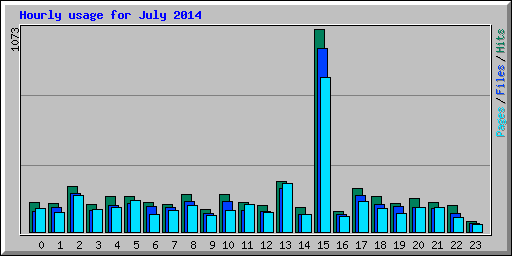 Hourly usage for July 2014
1073
Pages/Files/Hits
0 1 2 3 4 5 6 7 8 9 10 11 12 13 14 15 16 17 18 19 20 21 22 23